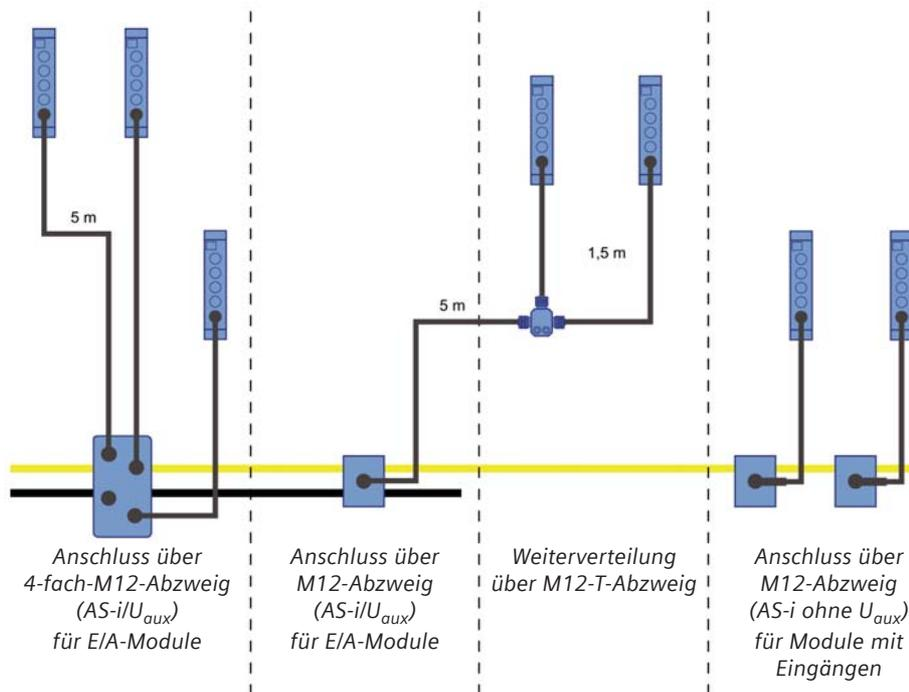 5 m
5 m
1,5 m
Anschluss über
4-fach-M12-Abzweig
(AS-i/Uaux)
für E/A-Module
Anschluss über
M12-Abzweig
(AS-i/Uaux)
für E/A-Module
Weiterverteilung
über M12-T-Abzweig
Anschluss über
M12-Abzweig
(AS-i ohne Uaux)
für Module mit
Eingängen